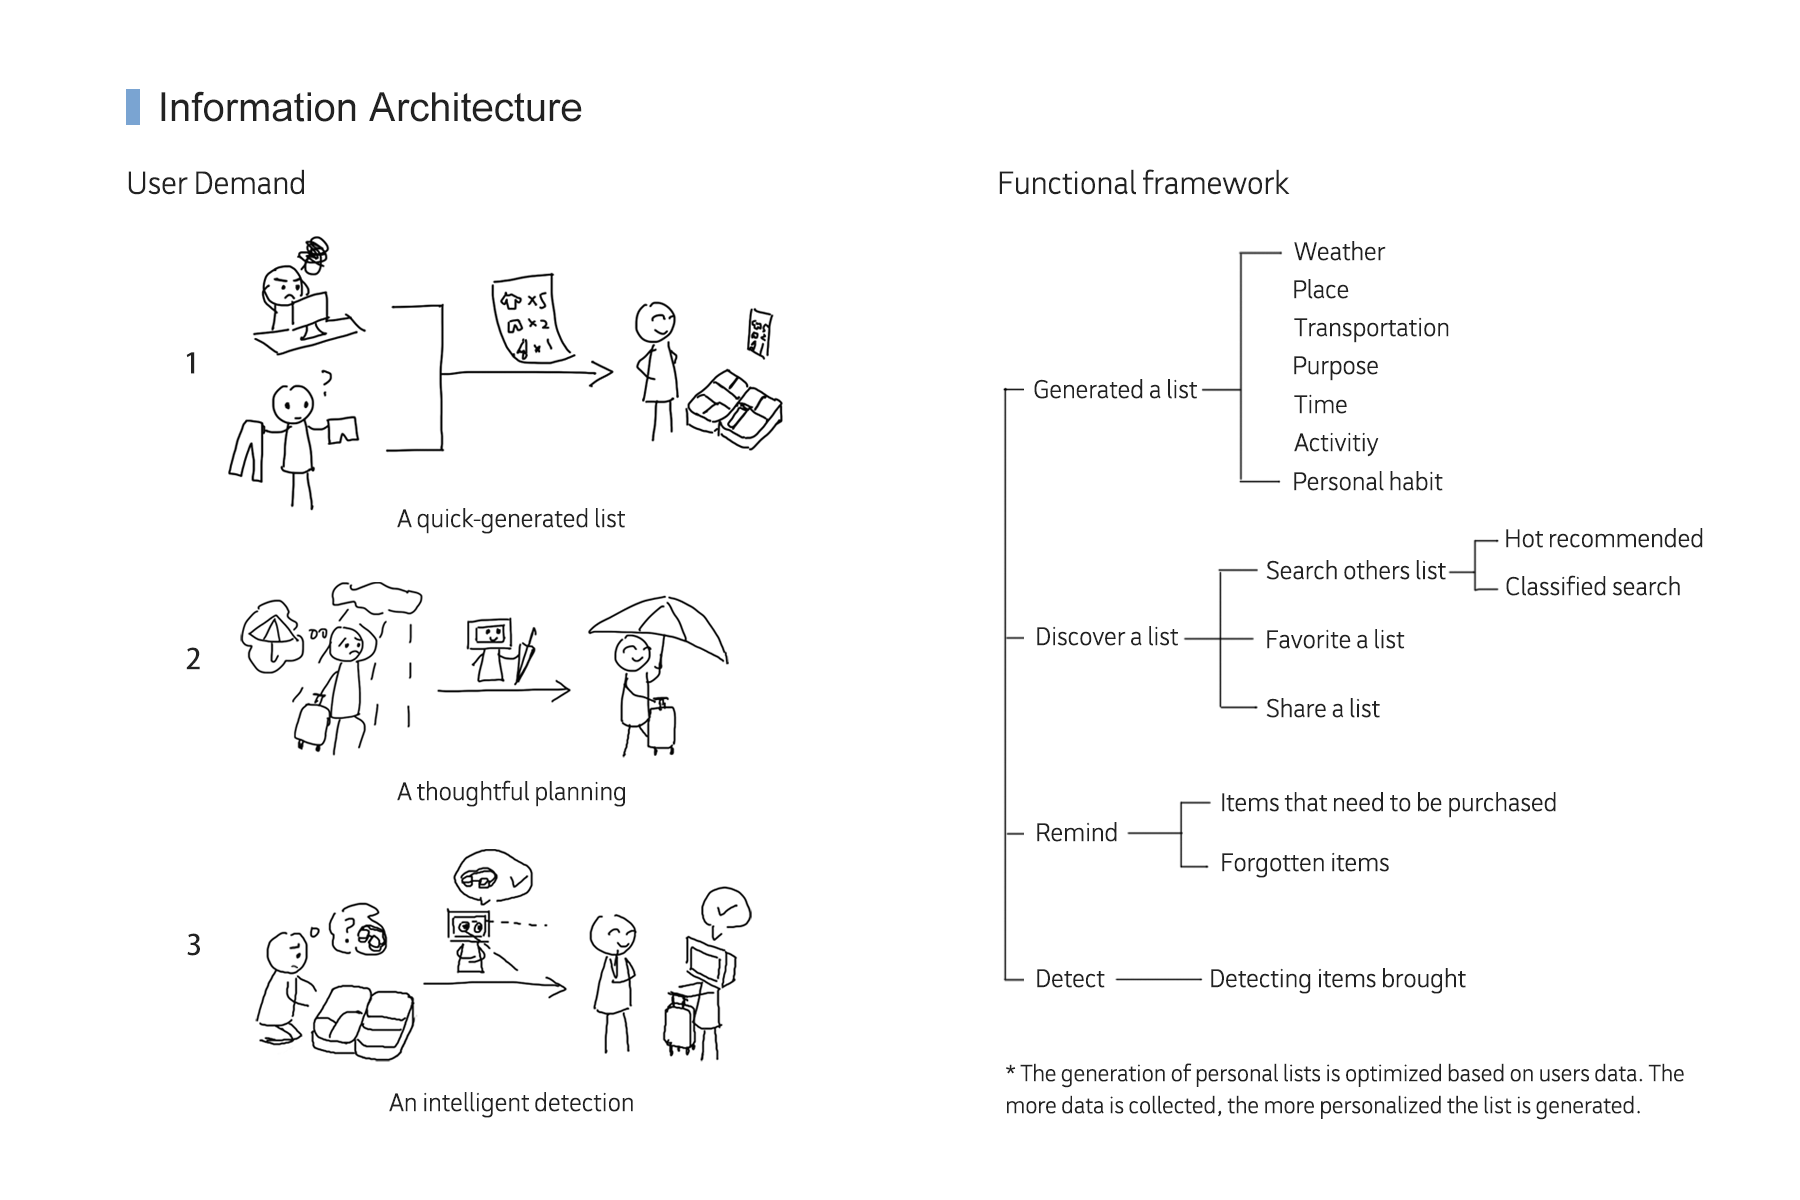 Information Architecture
User Demand
1
?
×5
×2
×1
A quick-generated list
2
A thoughtful planning
3
?
An intelligent detection
Functional framework
Generated a list
Weather
Place
Transportation
Purpose
Time
Activitiy
Personal habit
Discover a list
Search others list
Hot recommended
Classified search
Favorite a list
Share a list
Remind
Items that need to be purchased
Forgotten items
Detect
Detecting items brought
* The generation of personal lists is optimized based on users data. The
more data is collected, the more personalized the list is generated.